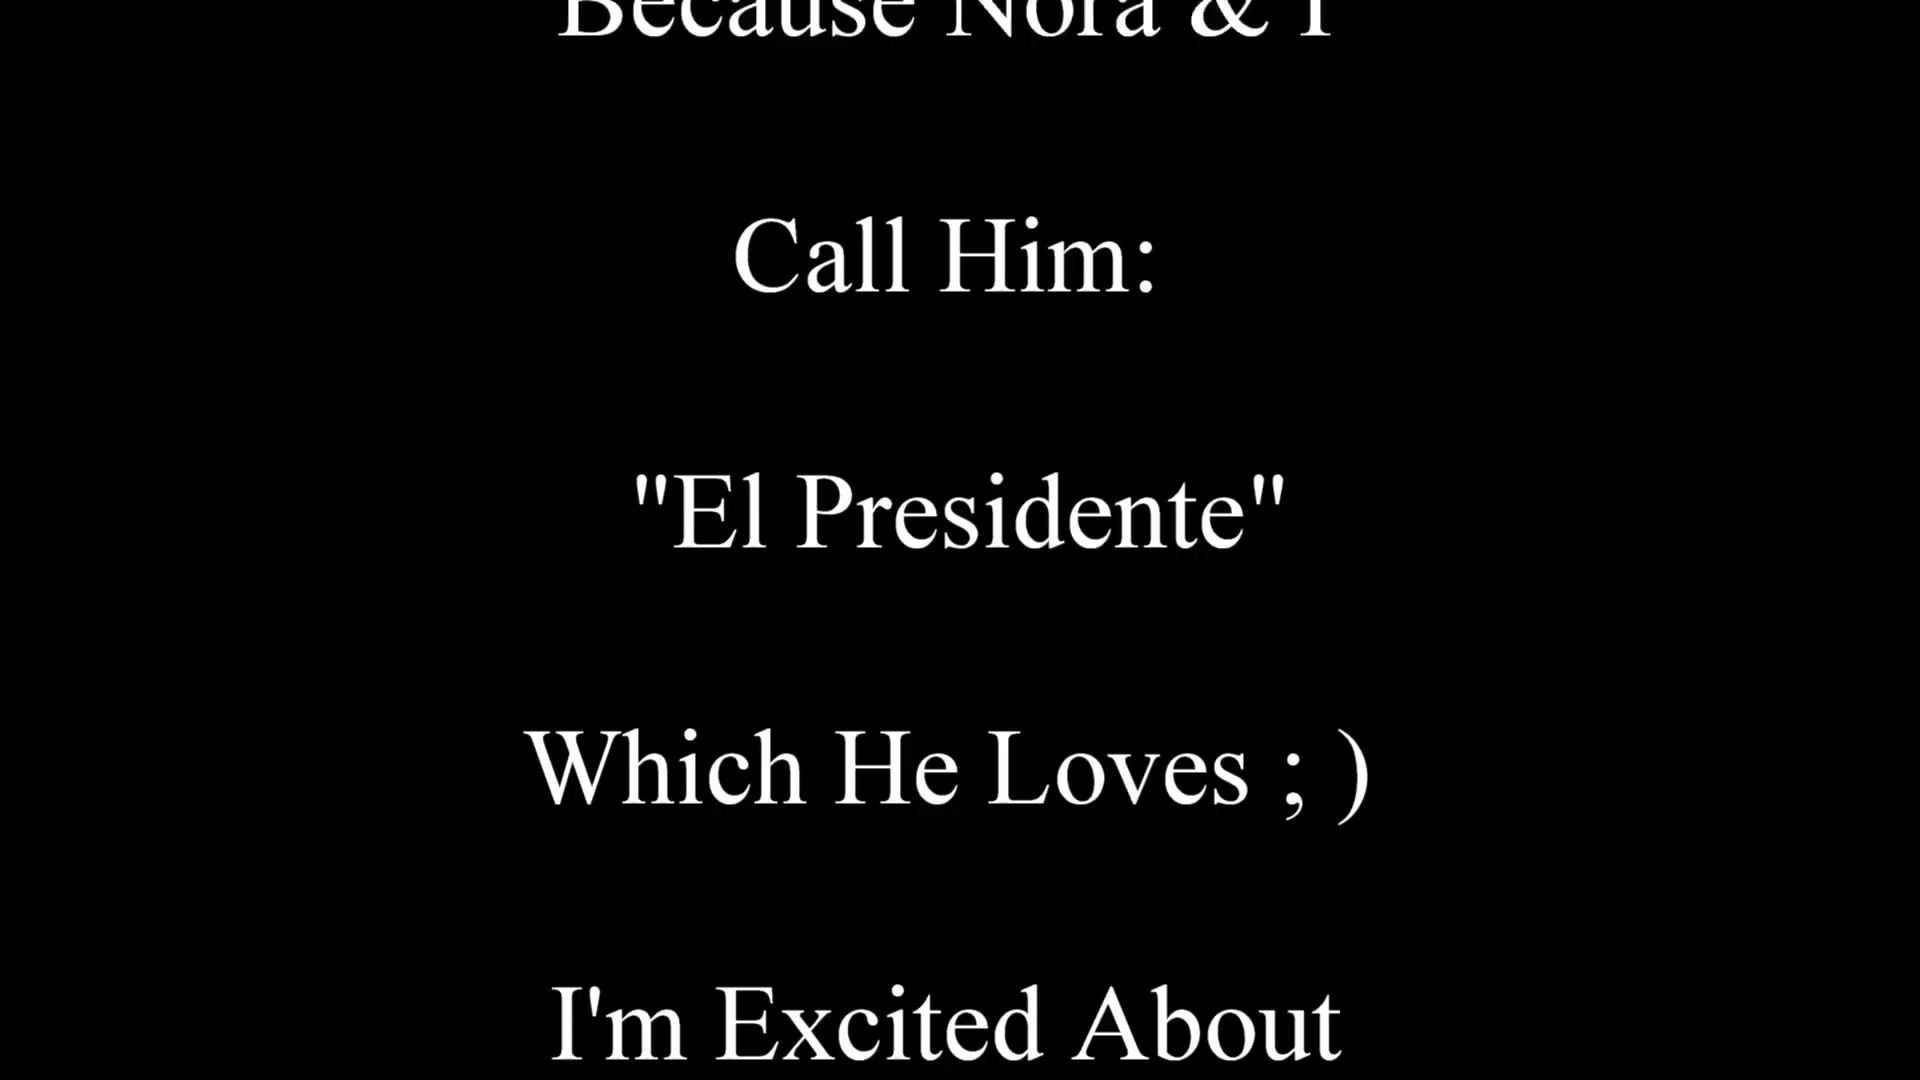 Because Nora & I
Call Him:
"El Presidente"
Which He Loves ; )
I'm Excited About